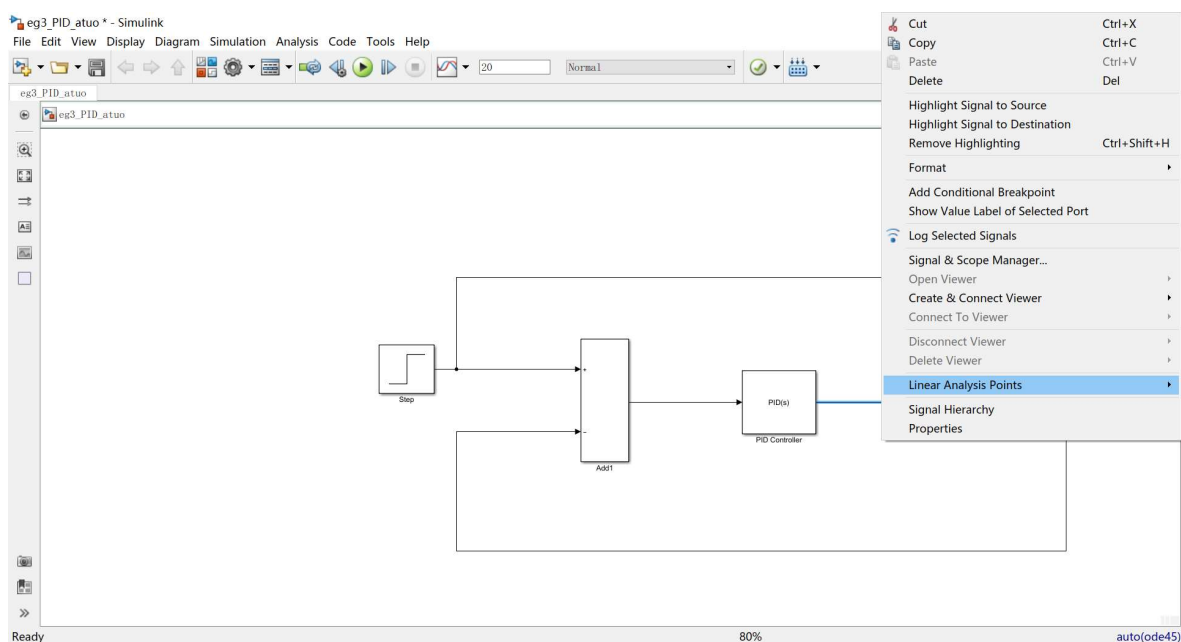 eg3_PID_atuo * - Simulink
File Edit View Display Diagram Simulation Analysis Code Tools Help
20
Normal
eg3_PID_atuo
eg3_PID_atuo
Cut Ctrl+X
Copy Ctrl+C
Paste Ctrl+V
Delete Del
Highlight Signal to Source
Highlight Signal to Destination
Remove Highlighting Ctrl+Shift+H
Format
Add Conditional Breakpoint
Show Value Label of Selected Port
Log Selected Signals
Signal & Scope Manager...
Open Viewer
Create & Connect Viewer
Connect To Viewer
Disconnect Viewer
Delete Viewer
Linear Analysis Points
Signal Hierarchy
Properties
Step
+
−
Add1
PID(s)
PID Controller
Ready
80%
auto(ode45)